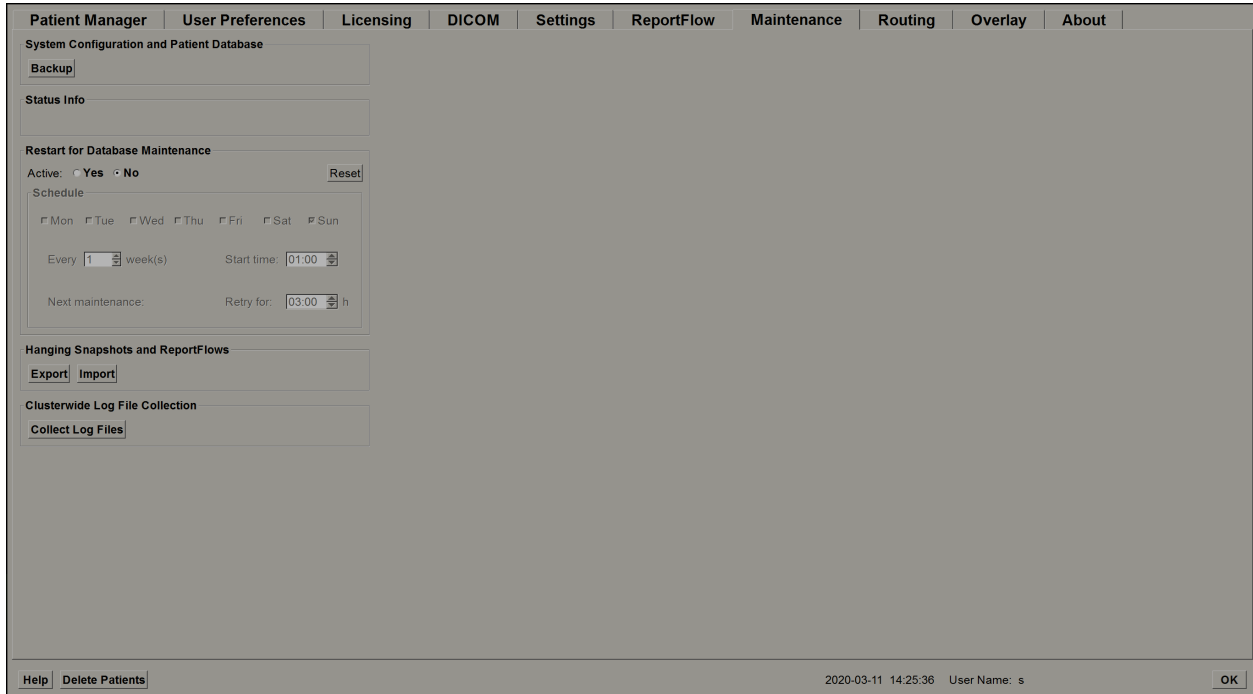 Patient Manager User Preferences Licensing DICOM Settings ReportFlow Maintenance Routing Overlay About
System Configuration and Patient Database
Backup
Status Info
Restart for Database Maintenance
Active: Yes No Reset
Schedule
Mon Tue Wed Thu Fri Sat Sun
Every 1 week(s) Start time: 01:00
Next maintenance: Retry for: 03:00 h
Hanging Snapshots and ReportFlows
Export Import
Clusterwide Log File Collection
Collect Log Files
Help Delete Patients 2020-03-11 14:25:36 User Name: s OK